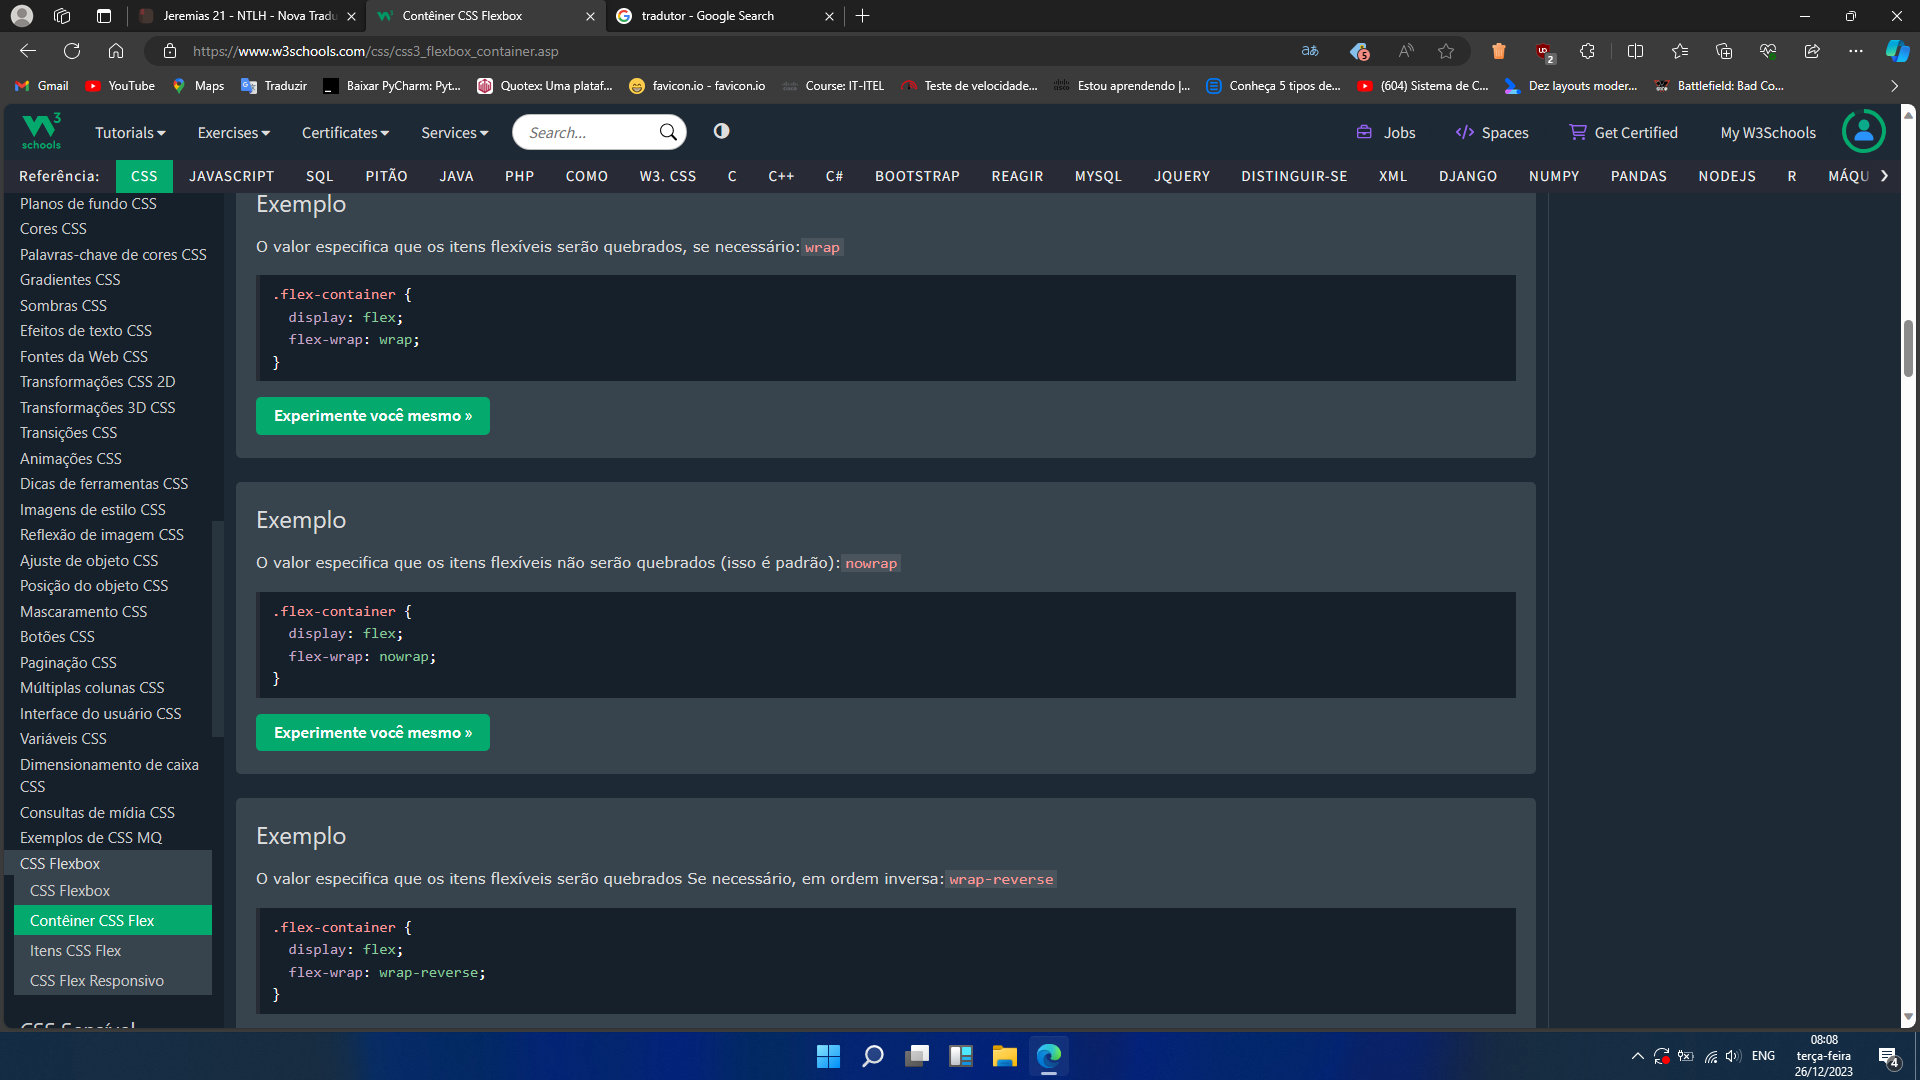 Jeremias 21 - NTLH - Nova Tradu
Contêiner CSS Flexbox
tradutor - Google Search
https://www.w3schools.com/css/css3_flexbox_container.asp
Gmail YouTube Maps Traduzir Baixar PyCharm: Pyt... Quotex: Uma plataf... favicon.io - favicon.io Course: IT-ITEL Teste de velocidade... Estou aprendendo |... Conheça 5 tipos de... (604) Sistema de C... Dez layouts moder... Battlefield: Bad Co...
W3 schools
Tutorials Exercises Certificates Services Search... Jobs Spaces Get Certified My W3Schools
Referência: CSS JAVASCRIPT SQL PITÃO JAVA PHP COMO W3. CSS C C++ C# BOOTSTRAP REAGIR MYSQL JQUERY DISTINGUIR-SE XML DJANGO NUMPY PANDAS NODEJS R MÁQU
Planos de fundo CSS
Cores CSS
Palavras-chave de cores CSS
Gradientes CSS
Sombras CSS
Efeitos de texto CSS
Fontes da Web CSS
Transformações CSS 2D
Transformações 3D CSS
Transições CSS
Animações CSS
Dicas de ferramentas CSS
Imagens de estilo CSS
Reflexão de imagem CSS
Ajuste de objeto CSS
Posição do objeto CSS
Mascaramento CSS
Botões CSS
Paginação CSS
Múltiplas colunas CSS
Interface do usuário CSS
Variáveis CSS
Dimensionamento de caixa
CSS
Consultas de mídia CSS
Exemplos de CSS MQ
CSS Flexbox
CSS Flexbox
Contêiner CSS Flex
Itens CSS Flex
CSS Flex Responsivo
CSS Sensível
Exemplo
O valor especifica que os itens flexíveis serão quebrados, se necessário: wrap
.flex-container {
display: flex;
flex-wrap: wrap;
}
Experimente você mesmo »
Exemplo
O valor especifica que os itens flexíveis não serão quebrados (isso é padrão): nowrap
.flex-container {
display: flex;
flex-wrap: nowrap;
}
Experimente você mesmo »
Exemplo
O valor especifica que os itens flexíveis serão quebrados Se necessário, em ordem inversa: wrap-reverse
.flex-container {
display: flex;
flex-wrap: wrap-reverse;
}
ENG
08:08
terça-feira
26/12/2023
4